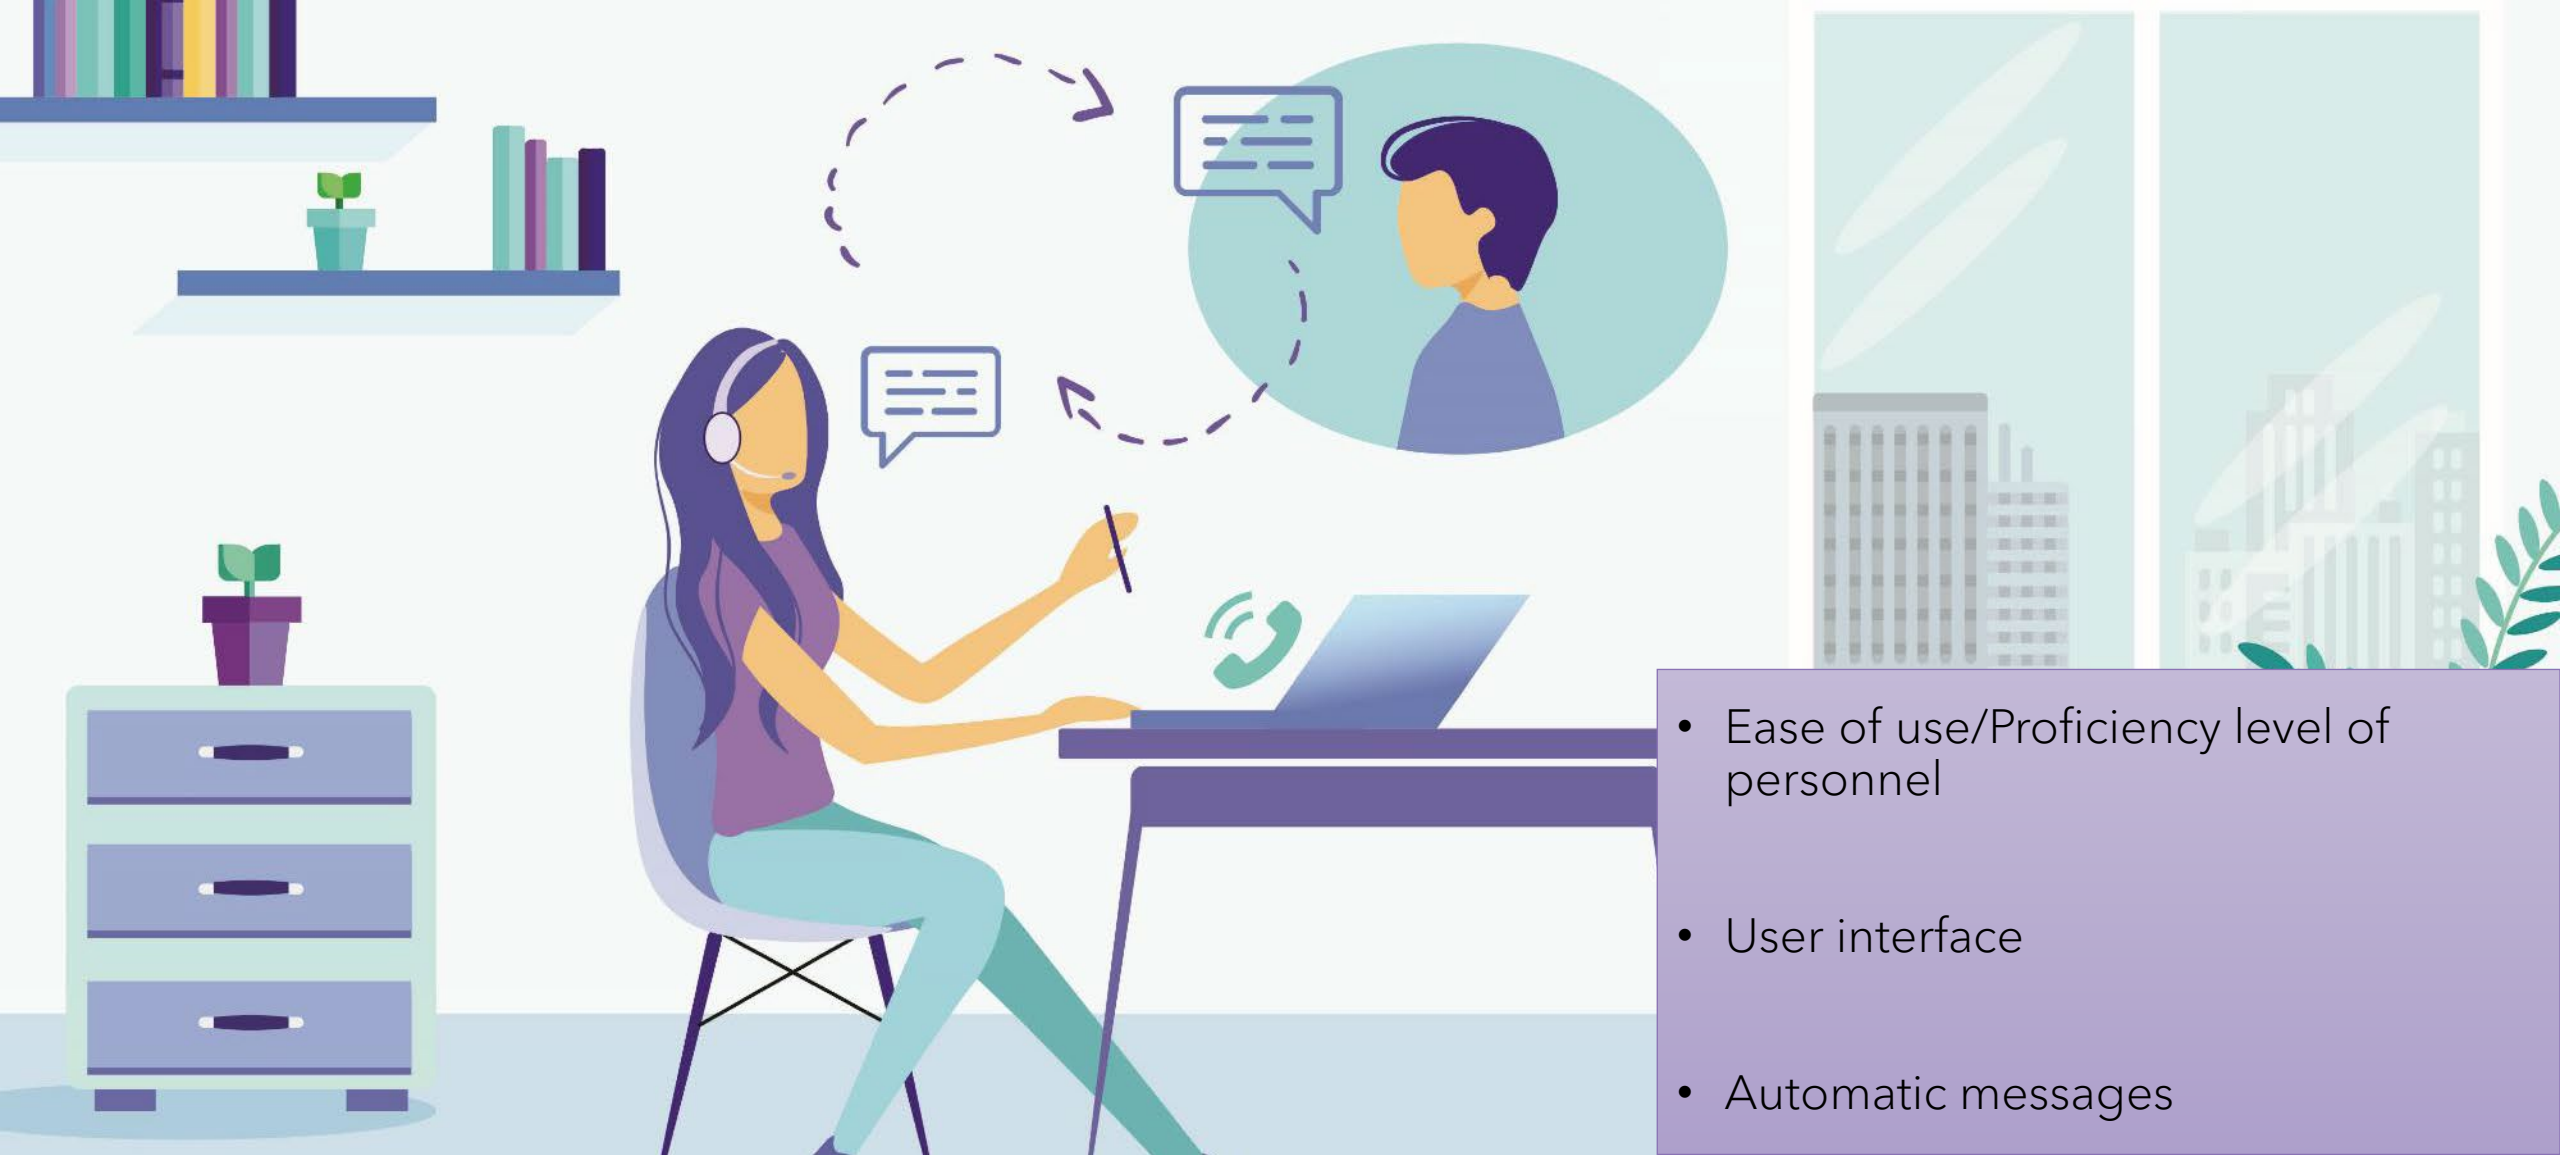 • Ease of use/Proficiency level of
personnel
• User interface
• Automatic messages